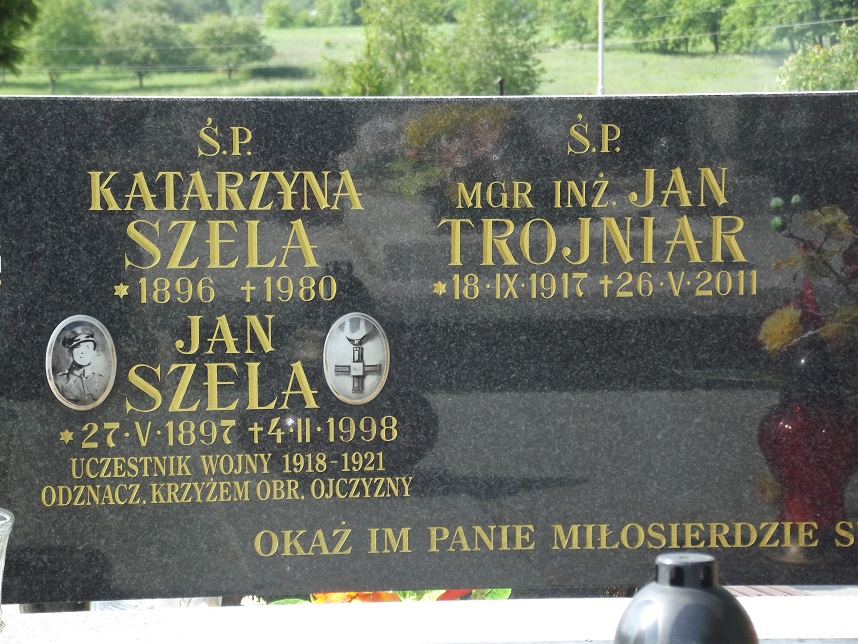 Ś.P.
KATARZYNA
SZELA
✶1896 †1980
JAN
SZELA
✶27·V·1897 †4·II·1998
UCZESTNIK WOJNY 1918-1921
ODZNACZ. KRZYŻEM OBR. OJCZYZNY
Ś.P.
MGR INŻ. JAN
TROJNIAR
✶18·IX·1917 †26·V·2011
OKAŻ IM PANIE MIŁOSIERDZIE S